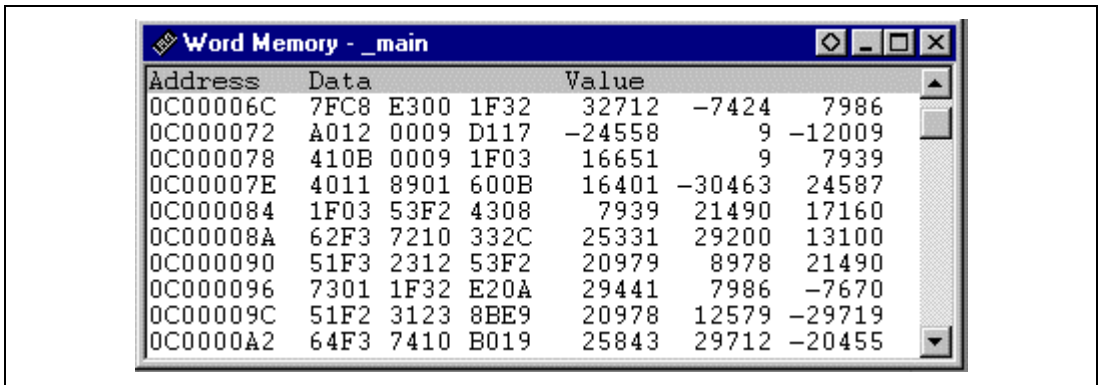 Word Memory - _main
Address Data Value
0C00006C 7FC8 E300 1F32 32712 -7424 7986
0C000072 A012 0009 D117 -24558 9 -12009
0C000078 410B 0009 1F03 16651 9 7939
0C00007E 4011 8901 600B 16401 -30463 24587
0C000084 1F03 53F2 4308 7939 21490 17160
0C00008A 62F3 7210 332C 25331 29200 13100
0C000090 51F3 2312 53F2 20979 8978 21490
0C000096 7301 1F32 E20A 29441 7986 -7670
0C00009C 51F2 3123 8BE9 20978 12579 -29719
0C0000A2 64F3 7410 B019 25843 29712 -20455